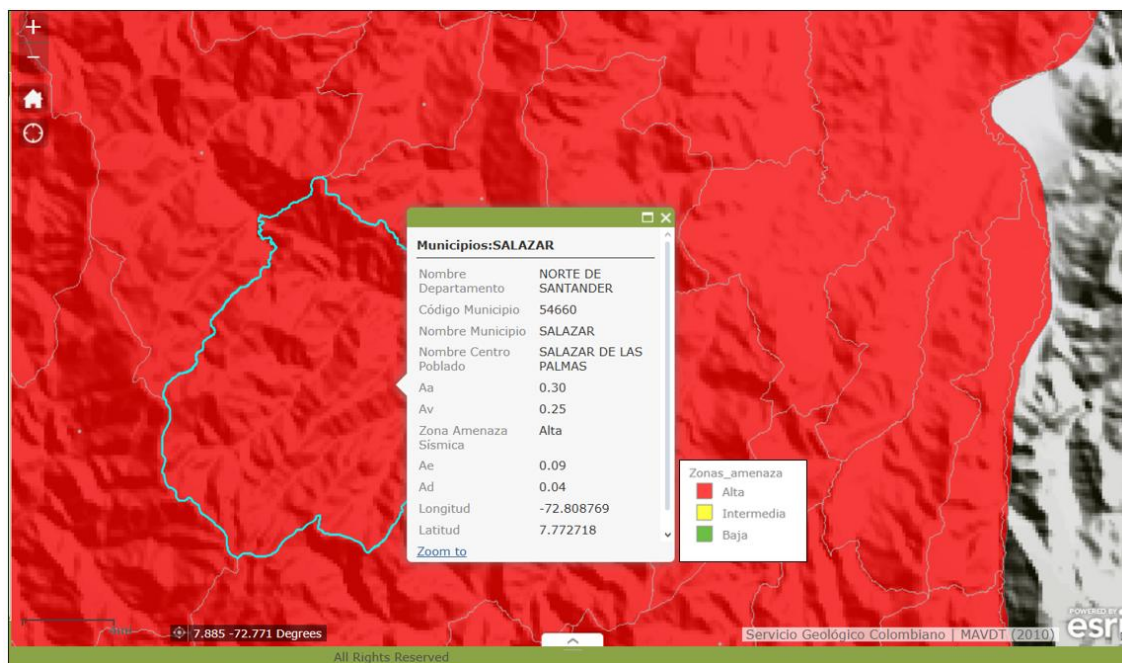 +
−
Municipios:SALAZAR
Nombre Departamento NORTE DE SANTANDER
Código Municipio 54660
Nombre Municipio SALAZAR
Nombre Centro Poblado SALAZAR DE LAS PALMAS
Aa 0.30
Av 0.25
Zona Amenaza Sísmica Alta
Ae 0.09
Ad 0.04
Longitud -72.808769
Latitud 7.772718
Zoom to
Zonas_amenaza
Alta
Intermedia
Baja
7.885 -72.771 Degrees
Servicio Geológico Colombiano | MAVDT (2010)
POWERED BY
esri
All Rights Reserved